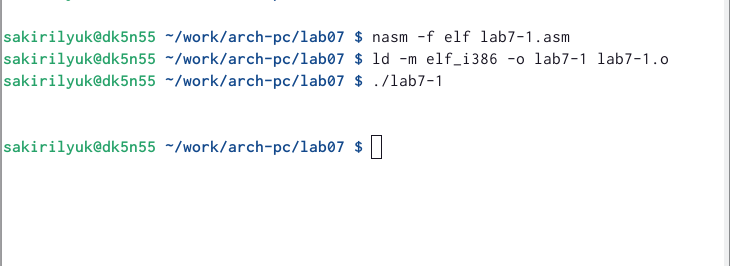 sakirilyuk@dk5n55 ~/work/arch-pc/lab07 $ nasm -f elf lab7-1.asm
sakirilyuk@dk5n55 ~/work/arch-pc/lab07 $ ld -m elf_i386 -o lab7-1 lab7-1.o
sakirilyuk@dk5n55 ~/work/arch-pc/lab07 $ ./lab7-1
sakirilyuk@dk5n55 ~/work/arch-pc/lab07 $